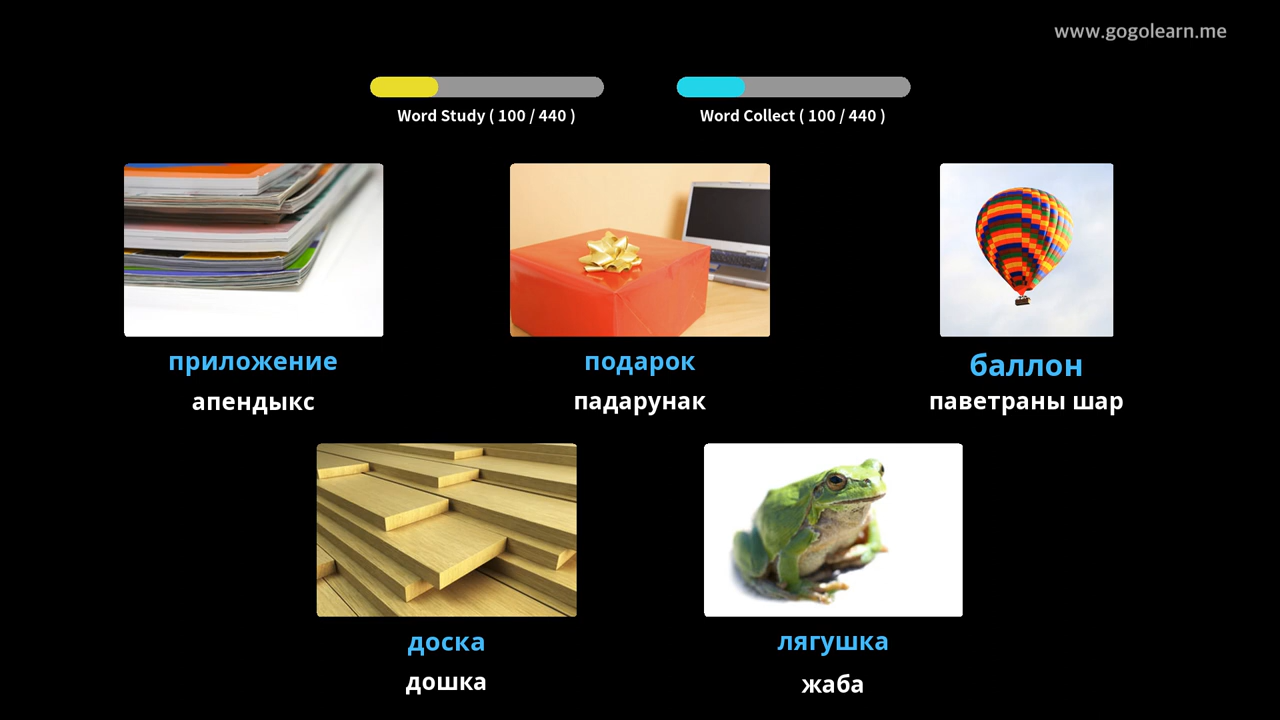 www.gogolearn.me
Word Study ( 100 / 440 )
Word Collect ( 100 / 440 )
приложение
подарок
баллон
апендыкс
падарунак
паветраны шар
доска
лягушка
дошка
жаба